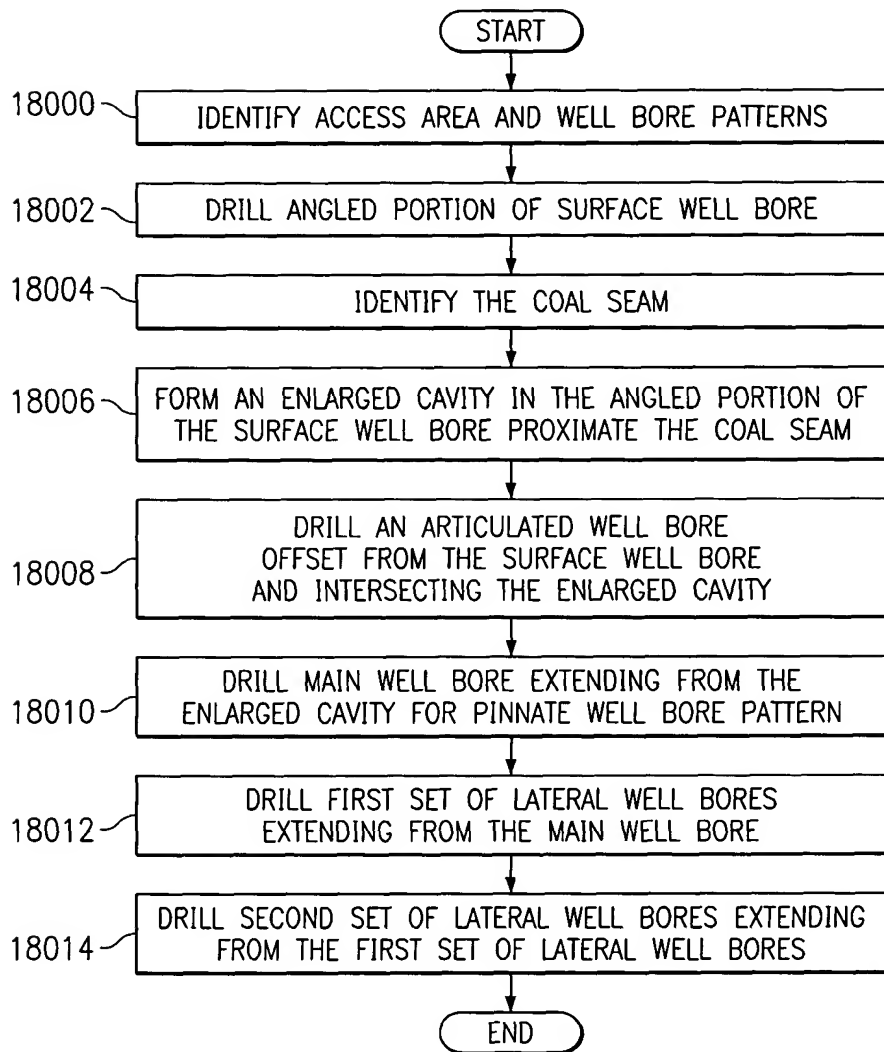 START
18000
IDENTIFY ACCESS AREA AND WELL BORE PATTERNS
18002
DRILL ANGLED PORTION OF SURFACE WELL BORE
18004
IDENTIFY THE COAL SEAM
18006
FORM AN ENLARGED CAVITY IN THE ANGLED PORTION OF
THE SURFACE WELL BORE PROXIMATE THE COAL SEAM
18008
DRILL AN ARTICULATED WELL BORE
OFFSET FROM THE SURFACE WELL BORE
AND INTERSECTING THE ENLARGED CAVITY
18010
DRILL MAIN WELL BORE EXTENDING FROM THE
ENLARGED CAVITY FOR PINNATE WELL BORE PATTERN
18012
DRILL FIRST SET OF LATERAL WELL BORES
EXTENDING FROM THE MAIN WELL BORE
18014
DRILL SECOND SET OF LATERAL WELL BORES EXTENDING
FROM THE FIRST SET OF LATERAL WELL BORES
END